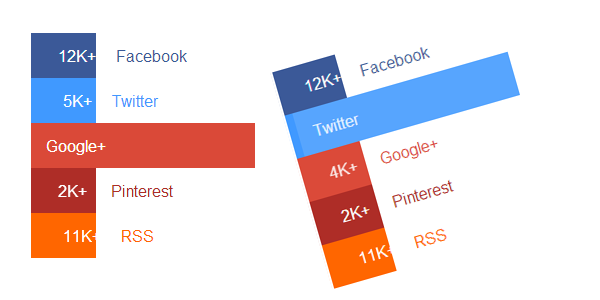 12K+ Facebook
5K+ Twitter
Google+
2K+ Pinterest
11K+ RSS
12K+ Facebook
Twitter
4K+ Google+
2K+ Pinterest
11K+ RSS